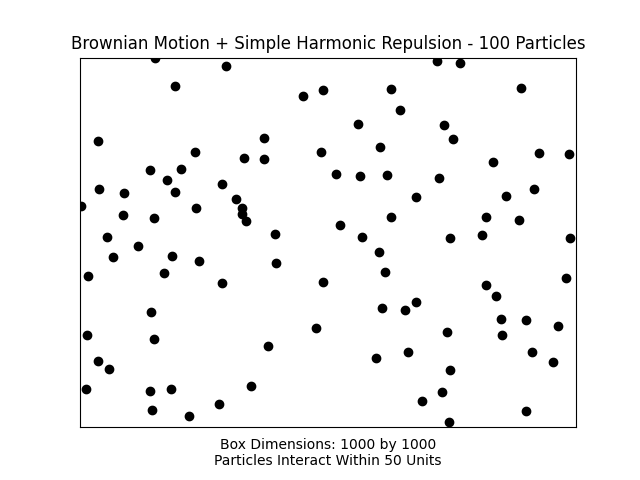 Brownian Motion + Simple Harmonic Repulsion - 100 Particles
Box Dimensions: 1000 by 1000
Particles Interact Within 50 Units